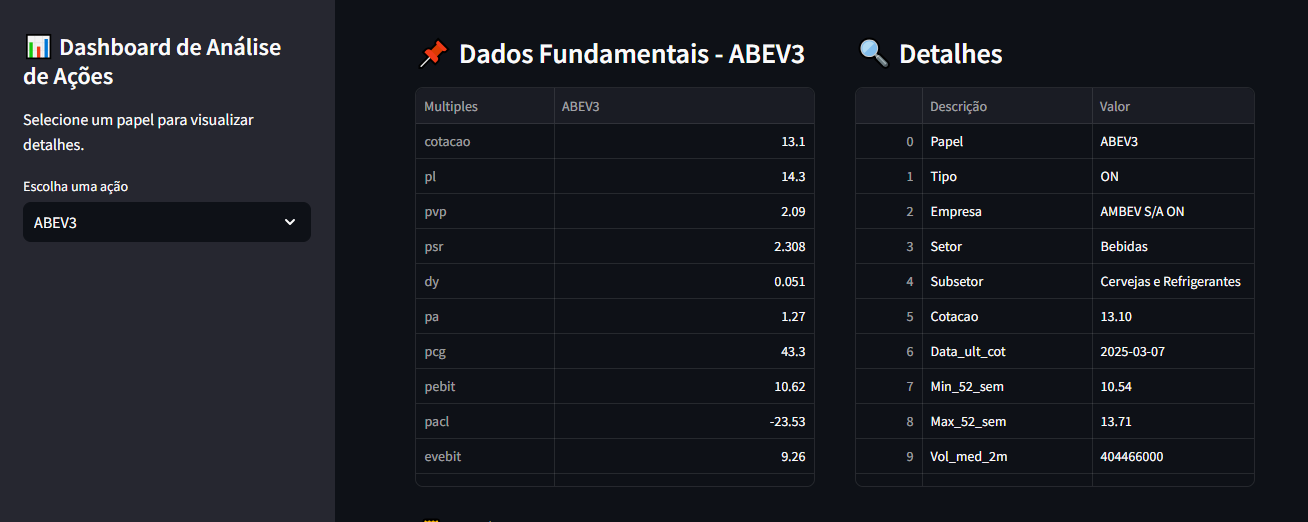 Dashboard de Análise
de Ações
Selecione um papel para visualizar
detalhes.
Escolha uma ação
ABEV3
Dados Fundamentais - ABEV3
Multiples ABEV3
cotacao 13.1
pl 14.3
pvp 2.09
psr 2.308
dy 0.051
pa 1.27
pcg 43.3
pebit 10.62
pacl -23.53
evebit 9.26
Detalhes
Descrição Valor
0 Papel ABEV3
1 Tipo ON
2 Empresa AMBEV S/A ON
3 Setor Bebidas
4 Subsetor Cervejas e Refrigerantes
5 Cotacao 13.10
6 Data_ult_cot 2025-03-07
7 Min_52_sem 10.54
8 Max_52_sem 13.71
9 Vol_med_2m 404466000